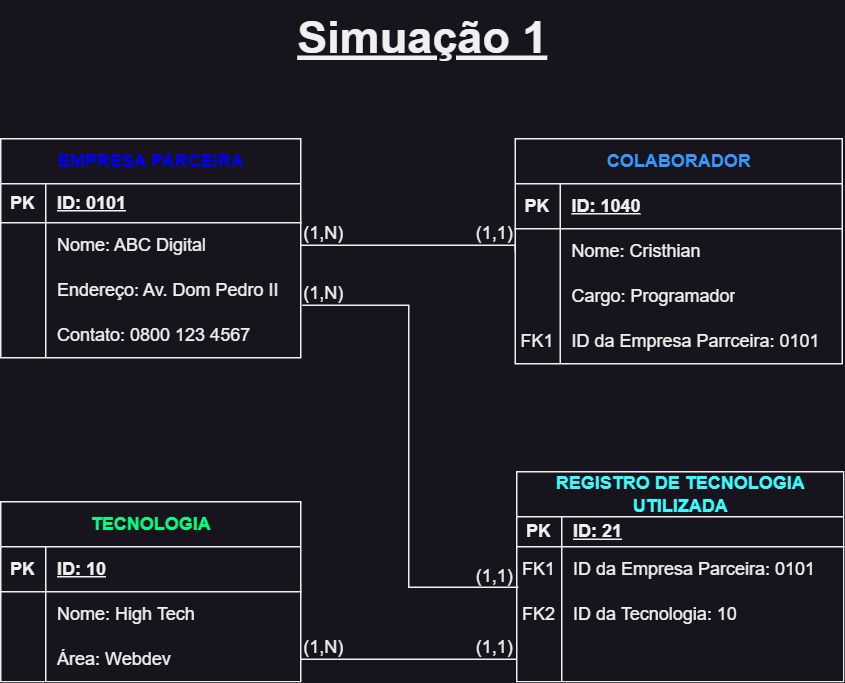 Simuação 1
EMPRESA PARCEIRA
PK ID: 0101
Nome: ABC Digital
Endereço: Av. Dom Pedro II
Contato: 0800 123 4567
(1,N) (1,1)
(1,N)
COLABORADOR
PK ID: 1040
Nome: Cristhian
Cargo: Programador
FK1 ID da Empresa Parrceira: 0101
TECNOLOGIA
PK ID: 10
Nome: High Tech
Área: Webdev
(1,1)
(1,N) (1,1)
REGISTRO DE TECNOLOGIA
UTILIZADA
PK ID: 21
FK1 ID da Empresa Parceira: 0101
FK2 ID da Tecnologia: 10